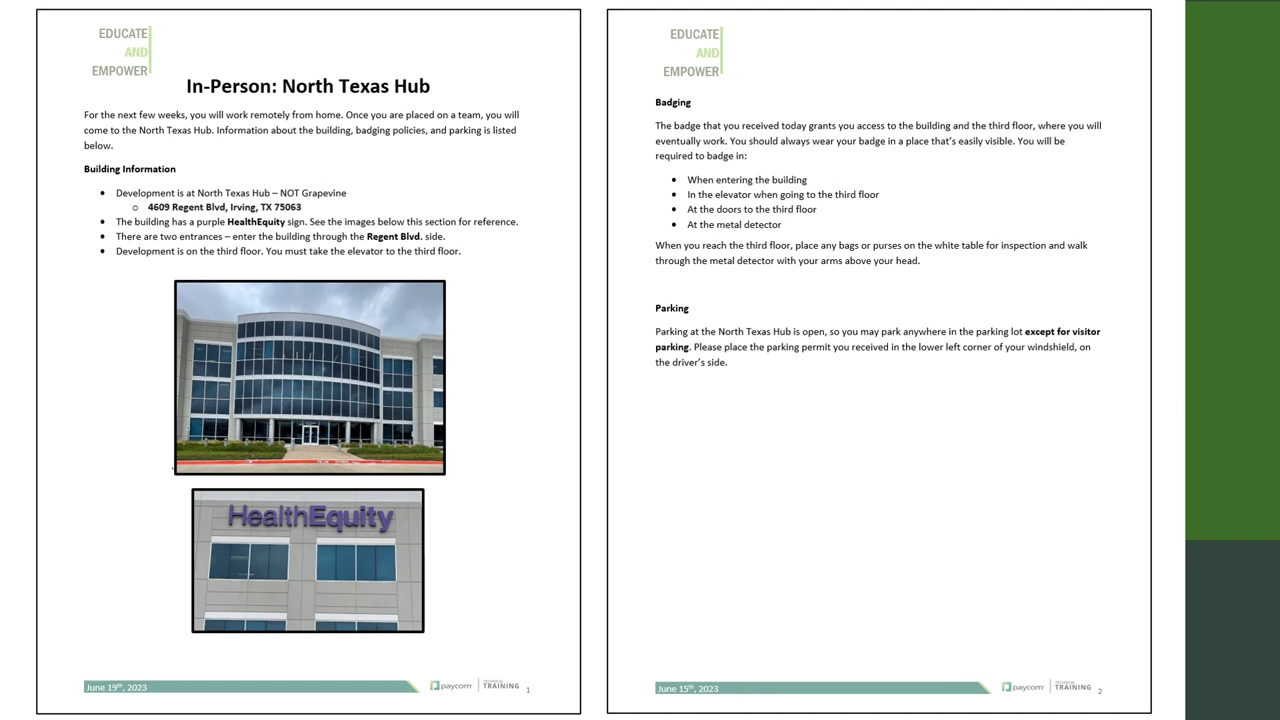 EDUCATE
AND
EMPOWER
In-Person: North Texas Hub
For the next few weeks, you will work remotely from home. Once you are placed on a team, you will
come to the North Texas Hub. Information about the building, badging policies, and parking is listed
below.
Building Information
• Development is at North Texas Hub – NOT Grapevine
o 4609 Regent Blvd, Irving, TX 75063
• The building has a purple HealthEquity sign. See the images below this section for reference.
• There are two entrances – enter the building through the Regent Blvd. side.
• Development is on the third floor. You must take the elevator to the third floor.
HealthEquity
June 19th, 2023
paycom TECHNICAL TRAINING 1
EDUCATE
AND
EMPOWER
Badging
The badge that you received today grants you access to the building and the third floor, where you will
eventually work. You should always wear your badge in a place that's easily visible. You will be
required to badge in:
• When entering the building
• In the elevator when going to the third floor
• At the doors to the third floor
• At the metal detector
When you reach the third floor, place any bags or purses on the white table for inspection and walk
through the metal detector with your arms above your head.
Parking
Parking at the North Texas Hub is open, so you may park anywhere in the parking lot except for visitor
parking. Please place the parking permit you received in the lower left corner of your windshield, on
the driver's side.
June 15th, 2023
paycom TECHNICAL TRAINING 2